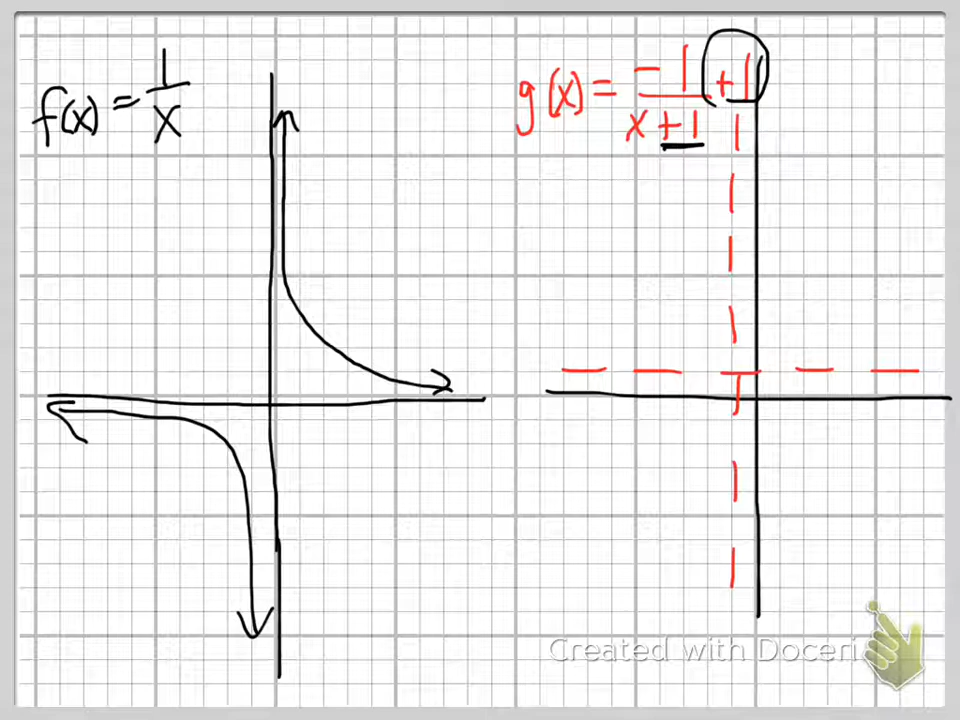 f(x) = 1/x
g(x) = -1/(x+1) +1
Created with Doceri